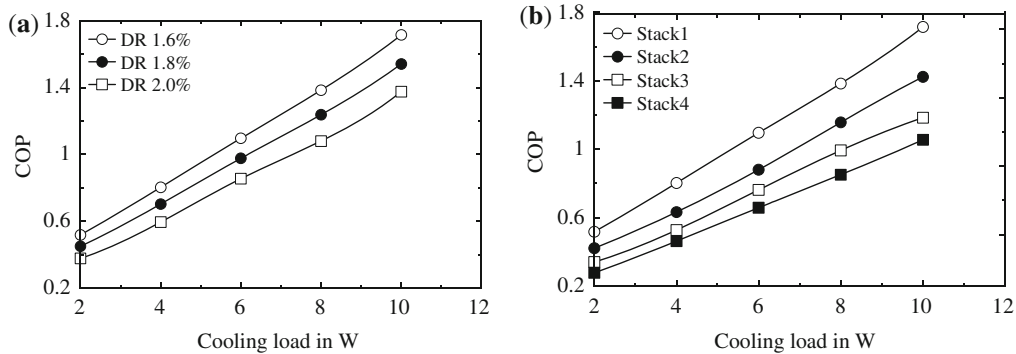 (a)
1.8
1.4
1
0.6
0.2
COP
DR 1.6%
DR 1.8%
DR 2.0%
2 4 6 8 10 12
Cooling load in W
(b)
1.8
1.4
1
0.6
0.2
COP
Stack1
Stack2
Stack3
Stack4
2 4 6 8 10 12
Cooling load in W